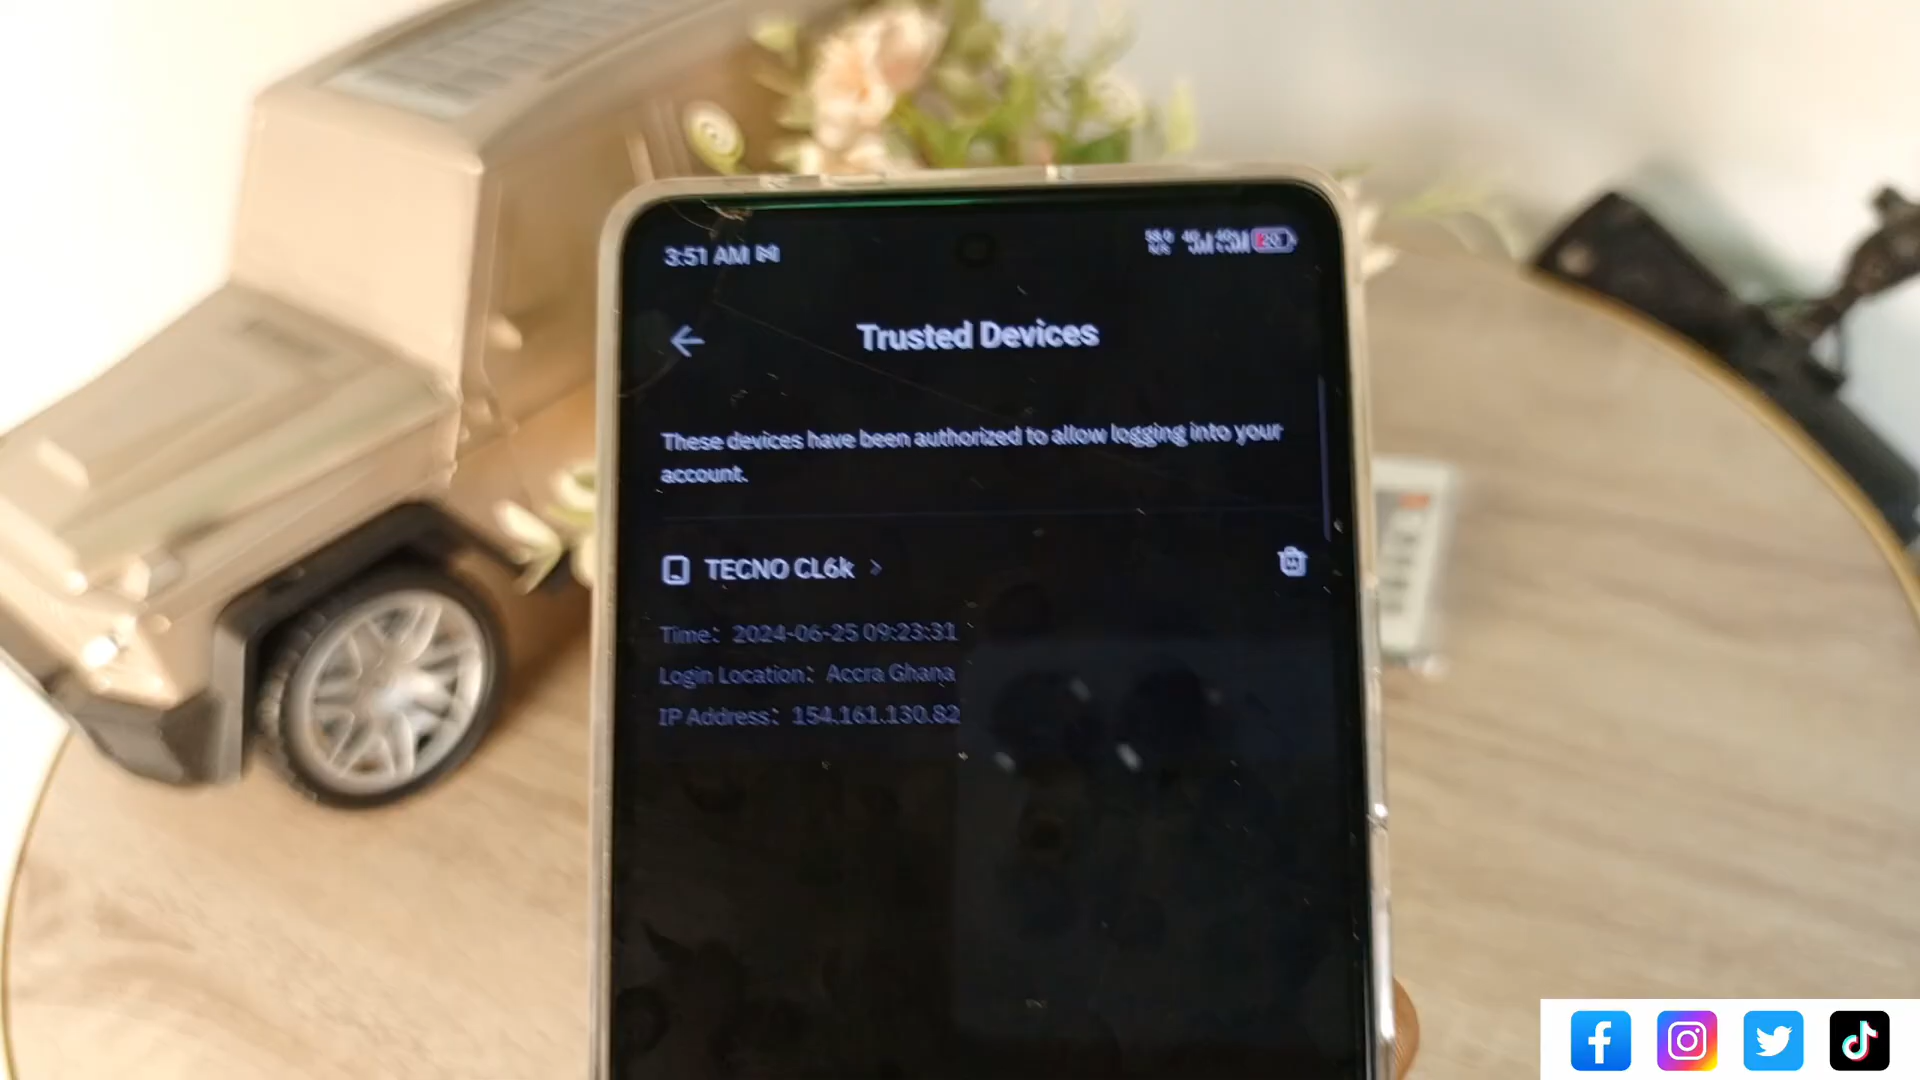 3:51 AM
20
Trusted Devices
These devices have been authorized to allow logging into your
account.
TECNO CL6k >
Time: 2024-06-25 09:23:31
Login Location: Accra Ghana
IP Address: 154.161.130.82